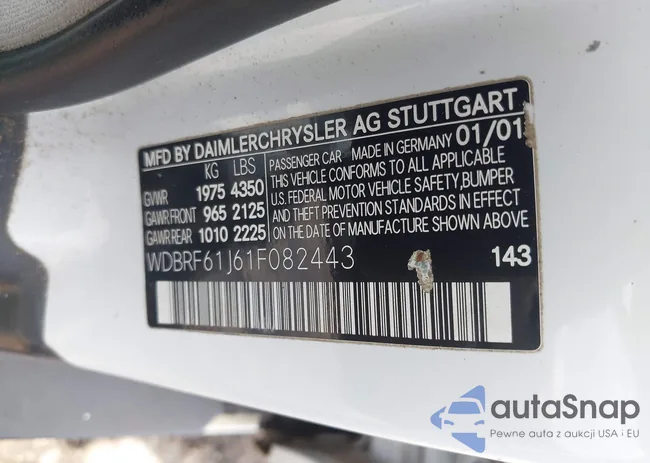 MFD BY DAIMLERCHRYSLER AG STUTTGART
KG LBS
GVWR 1975 4350
GAWR FRONT 965 2125
GAWR REAR 1010 2225
PASSENGER CAR MADE IN GERMANY 01/01
THIS VEHICLE CONFORMS TO ALL APPLICABLE
U.S. FEDERAL MOTOR VEHICLE SAFETY, BUMPER
AND THEFT PREVENTION STANDARDS IN EFFECT
ON THE DATE OF MANUFACTURE SHOWN ABOVE
WDBRF61J61F082443 143
autaSnap
Pewne auta z aukcji USA i EU